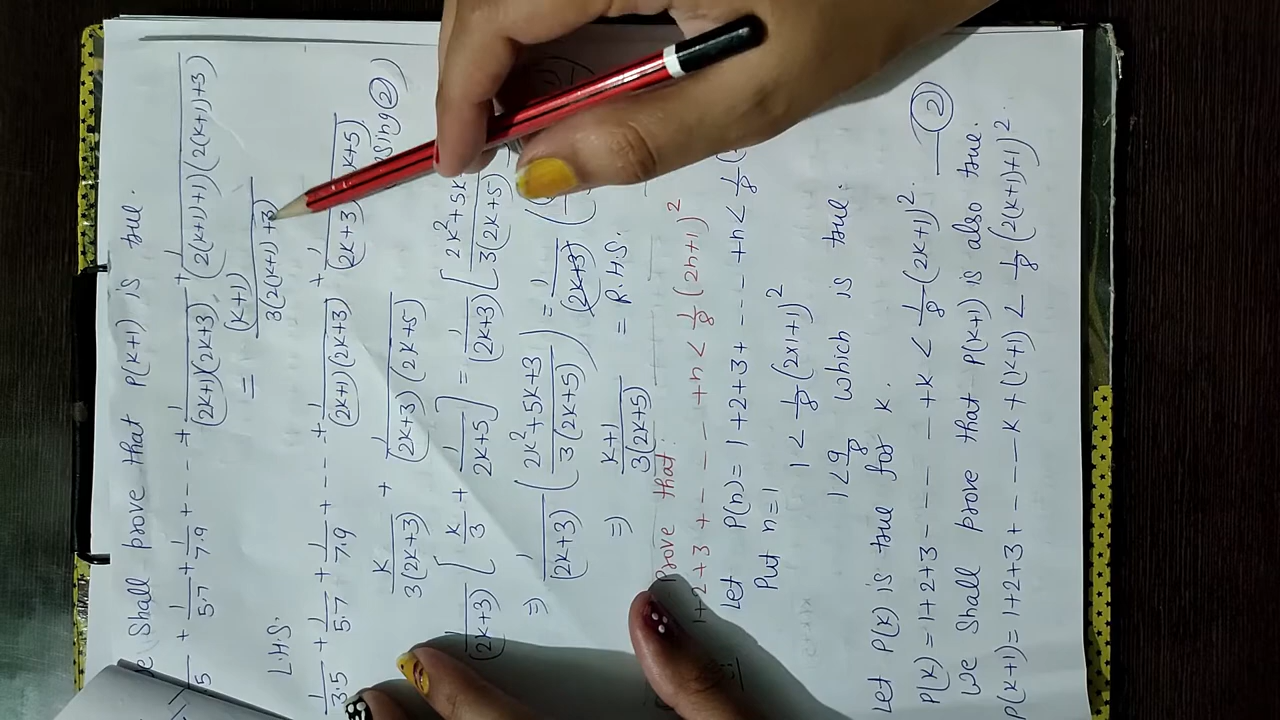 We Shall prove that P(k+1) is true.
5 + 1/5·7 + 1/7·9 + --- + 1/(2k+1)(2k+3) + 1/(2(k+1)+1)(2(k+1)+3)
= (k+1)/3(2(k+1)+3)
L.H.S.
1/3·5 + 1/5·7 + 1/7·9 + --- + 1/(2k+1)(2k+3) + 1/(2k+3) k+5)
k/3(2k+3) + 1/(2k+3)(2k+5) sing ②)
1/(2k+3) [k/3 + 1/2k+5] = 1/(2k+3) [2k²+5k /3(2k+5)
⇒ 1/(2k+3) (2k²+5k+3/3(2k+5)) = 1/(2k+3) (
⇒ k+1/3(2k+5) = R.H.S.
Prove that:
1+2+3+ - - - +n < 1/8 (2n+1)²
Let P(n) = 1+2+3+ ---- +n < 1/8 (2
Put n=1
1 < 1/8 (2×1+1)²
1 < 9/8 which is true.
Let P(k) is true for k.
P(k) = 1+2+3 --- --- +k < 1/8 (2k+1)². — ②
We Shall prove that P(k+1) is also true.
P(k+1) = 1+2+3+ - --- k+(k+1) < 1/8 (2(k+1)+1)².